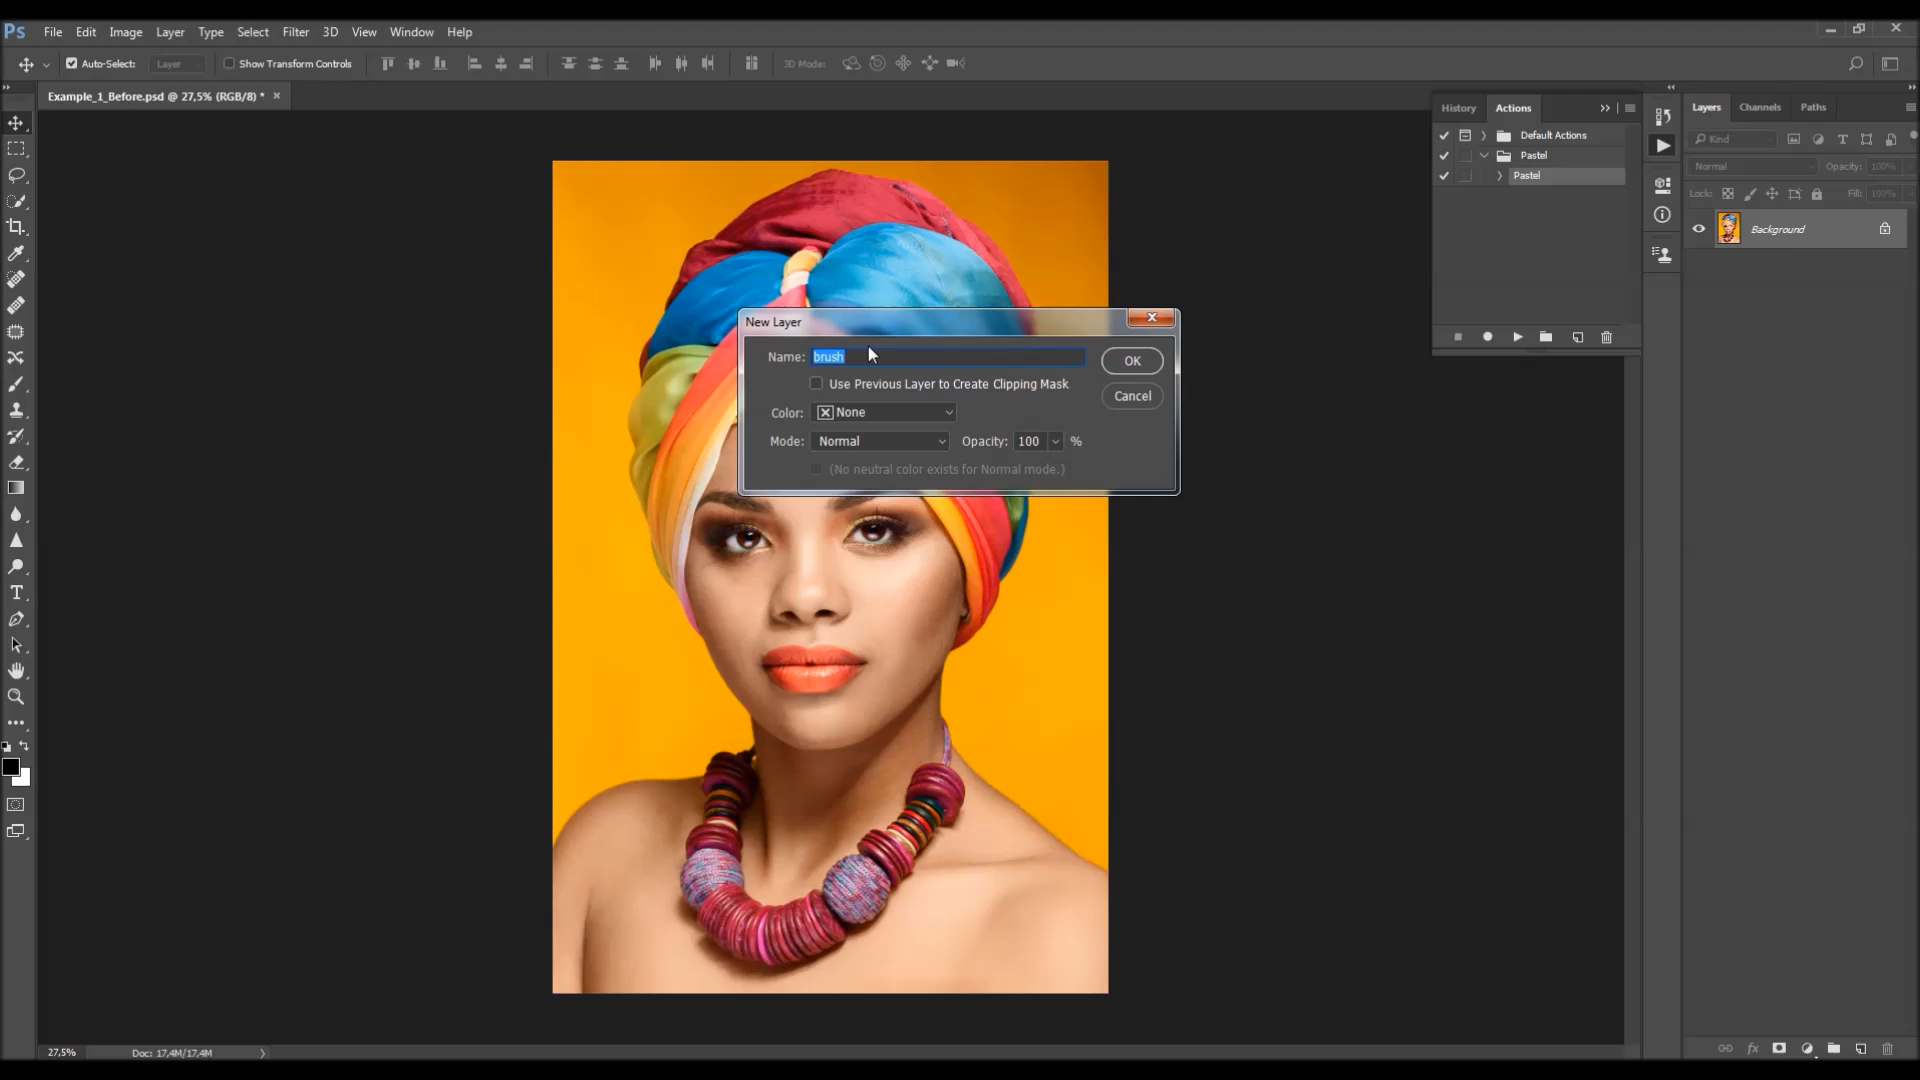 Ps File Edit Image Layer Type Select Filter 3D View Window Help
Auto-Select: Layer Show Transform Controls 3D Mode:
Example_1_Before.psd @ 27,5% (RGB/8) * ×
History Actions
Default Actions
Pastel
Pastel
Layers Channels Paths
Kind
Normal Opacity: 100%
Lock: Fill: 100%
Background
New Layer
Name: brush
OK
Use Previous Layer to Create Clipping Mask
Cancel
Color: None
Mode: Normal Opacity: 100 %
(No neutral color exists for Normal mode.)
27,5% Doc: 17,4M/17,4M
fx